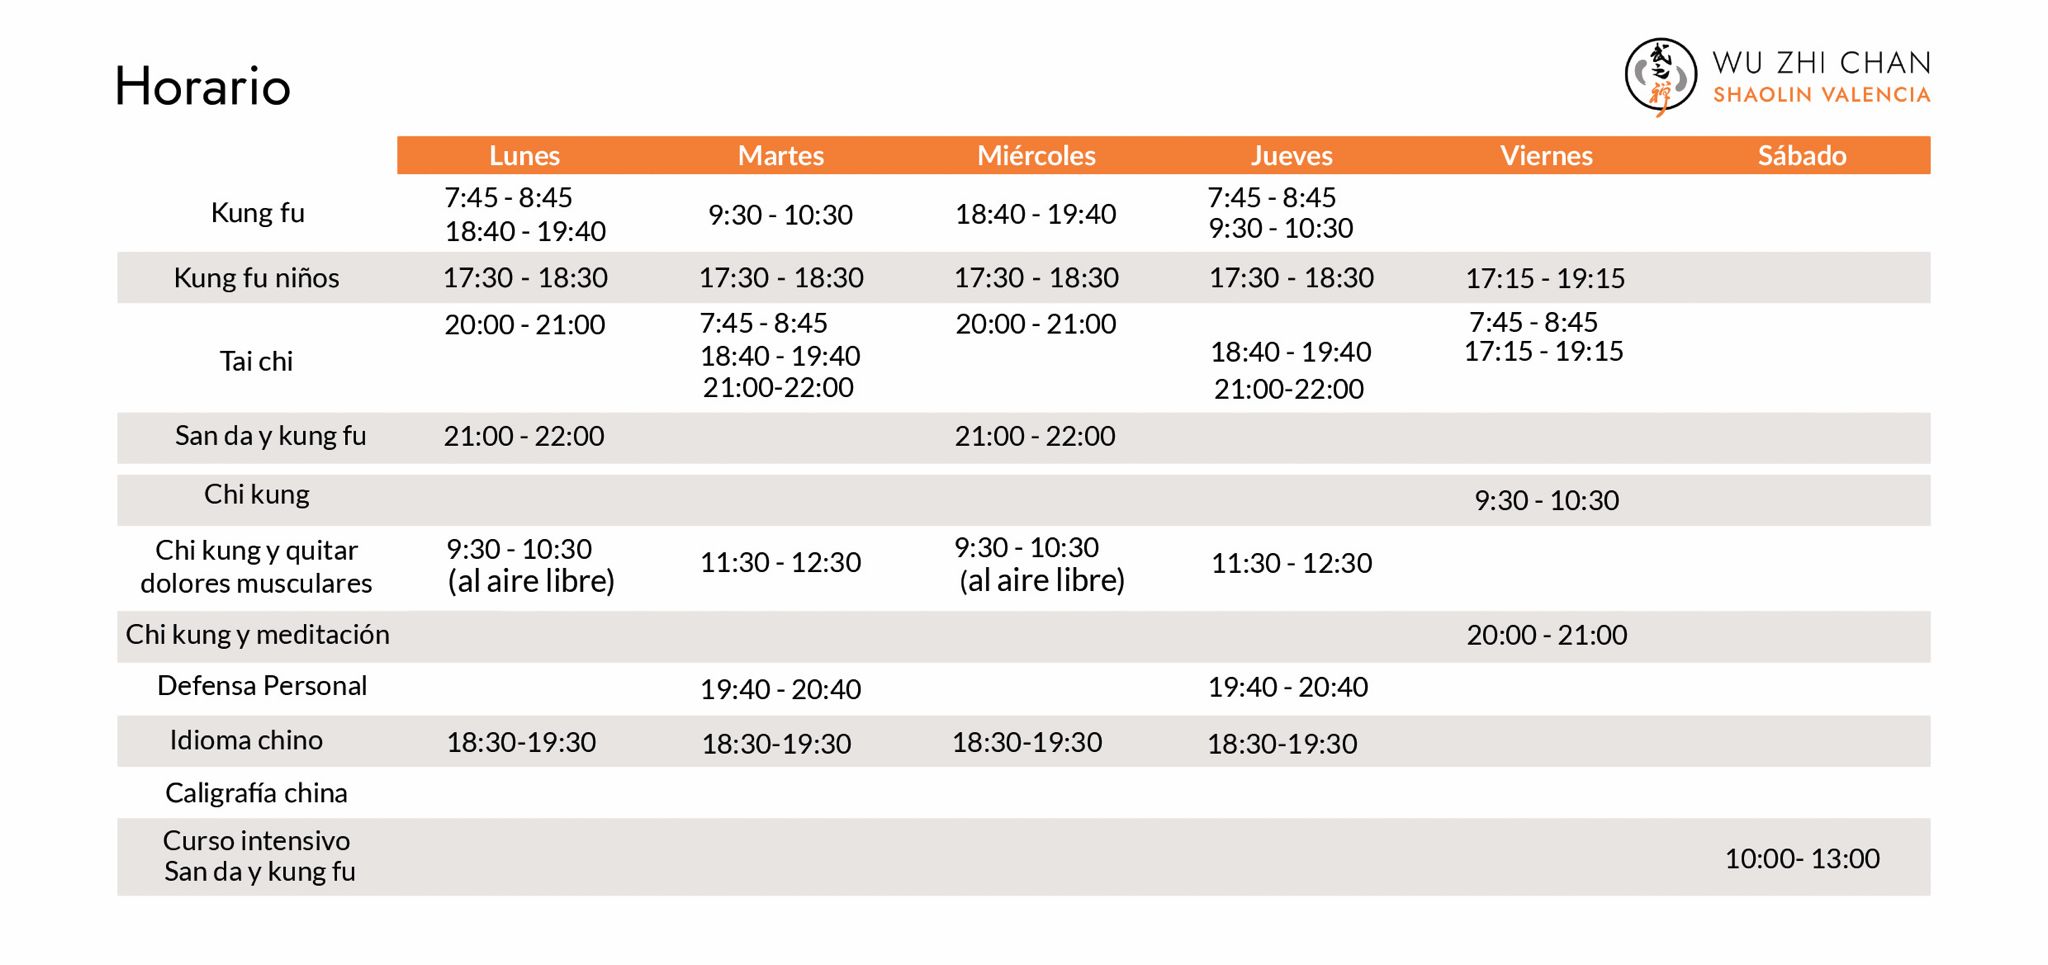 Horario
武之禅
WU ZHI CHAN
SHAOLIN VALENCIA
Lunes Martes Miércoles Jueves Viernes Sábado
Kung fu
7:45 - 8:45
18:40 - 19:40
9:30 - 10:30
18:40 - 19:40
7:45 - 8:45
9:30 - 10:30
Kung fu niños 17:30 - 18:30 17:30 - 18:30 17:30 - 18:30 17:30 - 18:30 17:15 - 19:15
Tai chi
20:00 - 21:00
7:45 - 8:45
18:40 - 19:40
21:00-22:00
20:00 - 21:00
18:40 - 19:40
21:00-22:00
7:45 - 8:45
17:15 - 19:15
San da y kung fu 21:00 - 22:00 21:00 - 22:00
Chi kung 9:30 - 10:30
Chi kung y quitar
dolores musculares
9:30 - 10:30
(al aire libre)
11:30 - 12:30
9:30 - 10:30
(al aire libre)
11:30 - 12:30
Chi kung y meditación 20:00 - 21:00
Defensa Personal 19:40 - 20:40 19:40 - 20:40
Idioma chino 18:30-19:30 18:30-19:30 18:30-19:30 18:30-19:30
Caligrafía china
Curso intensivo
San da y kung fu
10:00- 13:00